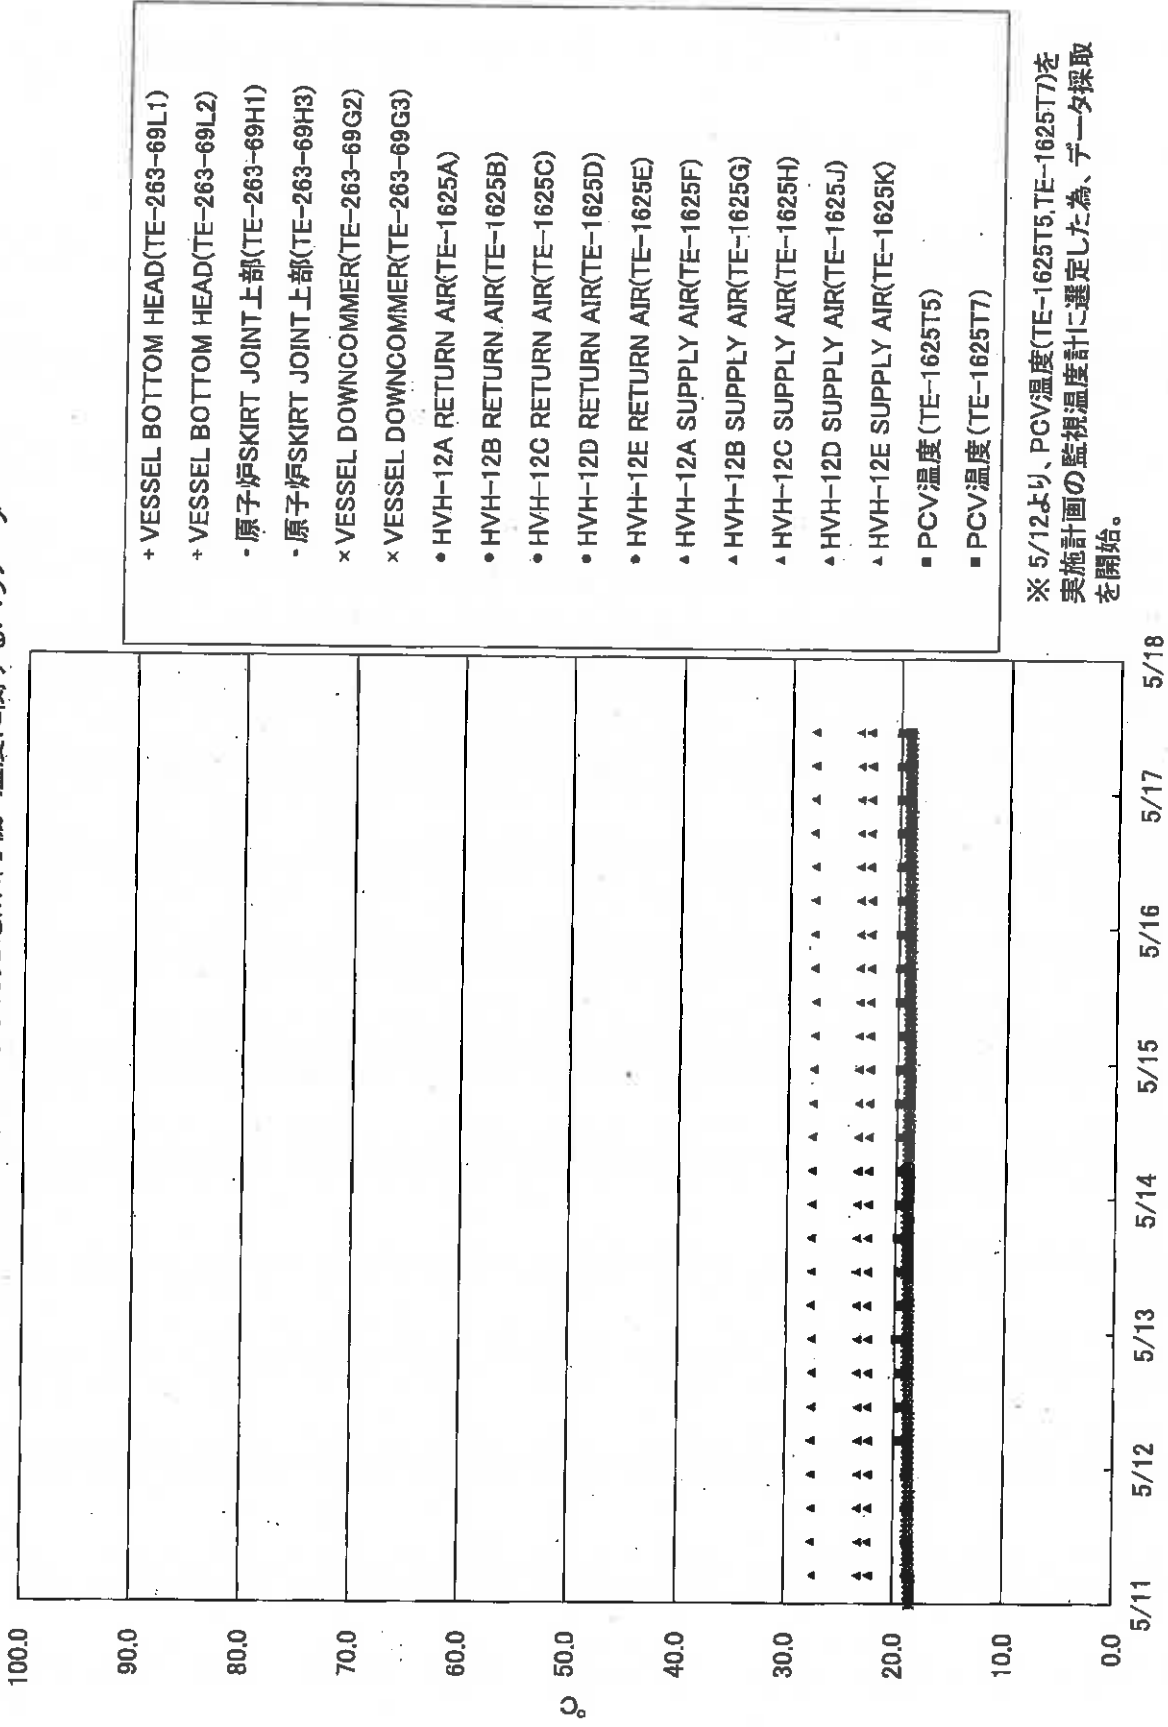 100.0
90.0
80.0
70.0
60.0
50.0
40.0
30.0
20.0
10.0
0.0
℃
5/11
5/12
5/13
5/14
5/15
5/16
5/17
5/18
+ VESSEL BOTTOM HEAD(TE-263-69L1)
+ VESSEL BOTTOM HEAD(TE-263-69L2)
- 原子炉SKIRT JOINT上部(TE-263-69H1)
- 原子炉SKIRT JOINT上部(TE-263-69H3)
× VESSEL DOWNCOMMER(TE-263-69G2)
× VESSEL DOWNCOMMER(TE-263-69G3)
● HVH-12A RETURN AIR(TE-1625A)
● HVH-12B RETURN AIR(TE-1625B)
● HVH-12C RETURN AIR(TE-1625C)
● HVH-12D RETURN AIR(TE-1625D)
● HVH-12E RETURN AIR(TE-1625E)
▲ HVH-12A SUPPLY AIR(TE-1625F)
▲ HVH-12B SUPPLY AIR(TE-1625G)
▲ HVH-12C SUPPLY AIR(TE-1625H)
▲ HVH-12D SUPPLY AIR(TE-1625J)
▲ HVH-12E SUPPLY AIR(TE-1625K)
■ PCV温度(TE-1625T5)
■ PCV温度(TE-1625T7)
※ 5/12より、PCV温度(TE-1625T5,TE-1625T7)を
実施計画の監視温度計に選定した為、データ採取
を開始。